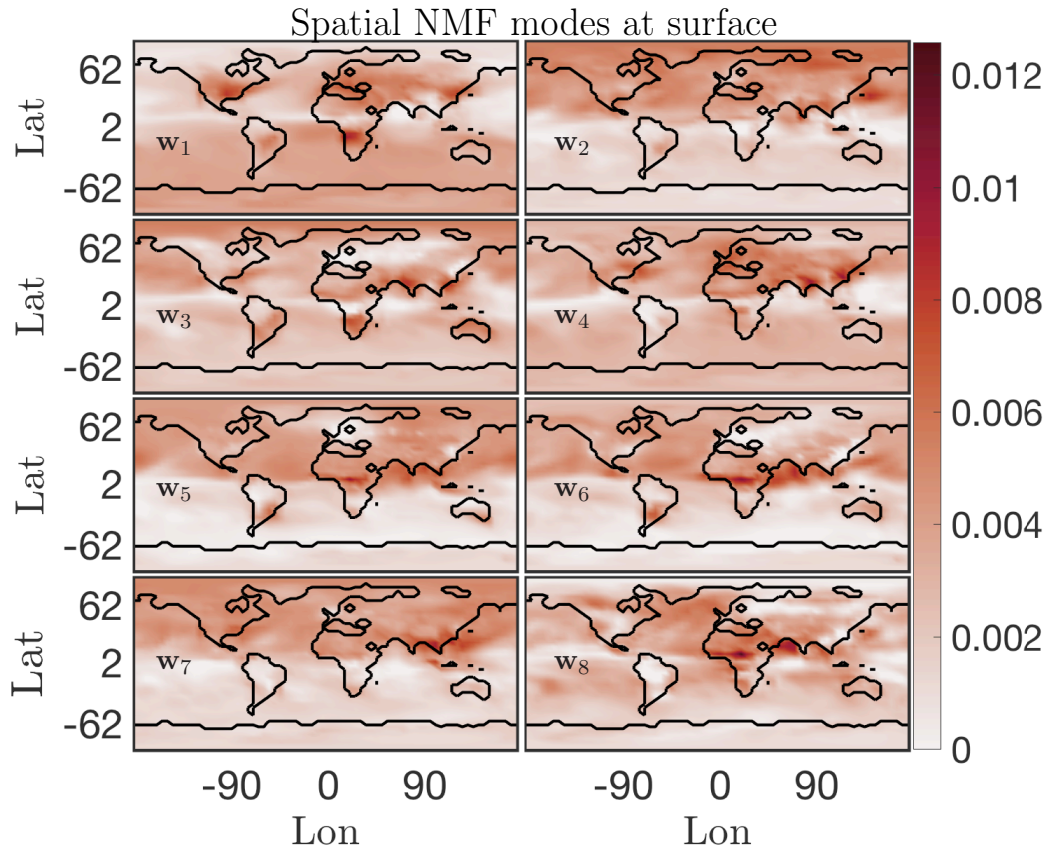 Spatial NMF modes at surface
Lat
62
2
-62
w1
w2
Lat
62
2
-62
w3
w4
Lat
62
2
-62
w5
w6
Lat
62
2
-62
w7
w8
-90 0 90
-90 0 90
Lon
Lon
0.012
0.01
0.008
0.006
0.004
0.002
0